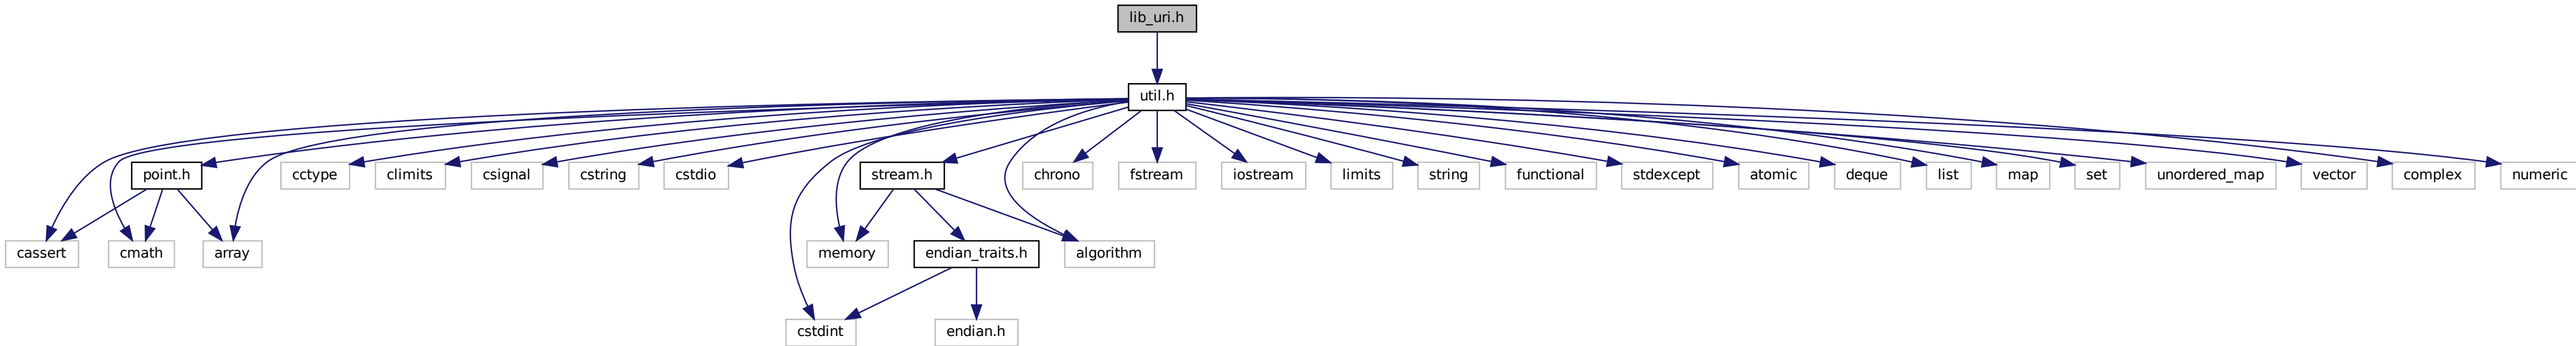 lib_uri.h
util.h
point.h
cctype
climits
csignal
cstring
cstdio
stream.h
chrono
fstream
iostream
limits
string
functional
stdexcept
atomic
deque
list
map
set
unordered_map
vector
complex
numeric
cassert
cmath
array
memory
endian_traits.h
algorithm
cstdint
endian.h